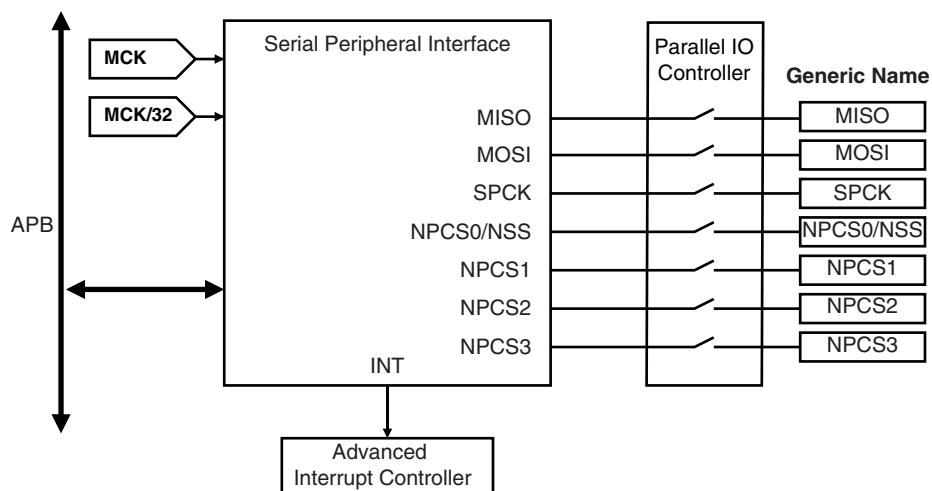 Serial Peripheral Interface
Parallel IO
Controller
Generic Name
MCK
MCK/32
APB
MISO
MOSI
SPCK
NPCS0/NSS
NPCS1
NPCS2
NPCS3
INT
MISO
MOSI
SPCK
NPCS0/NSS
NPCS1
NPCS2
NPCS3
Advanced
Interrupt Controller